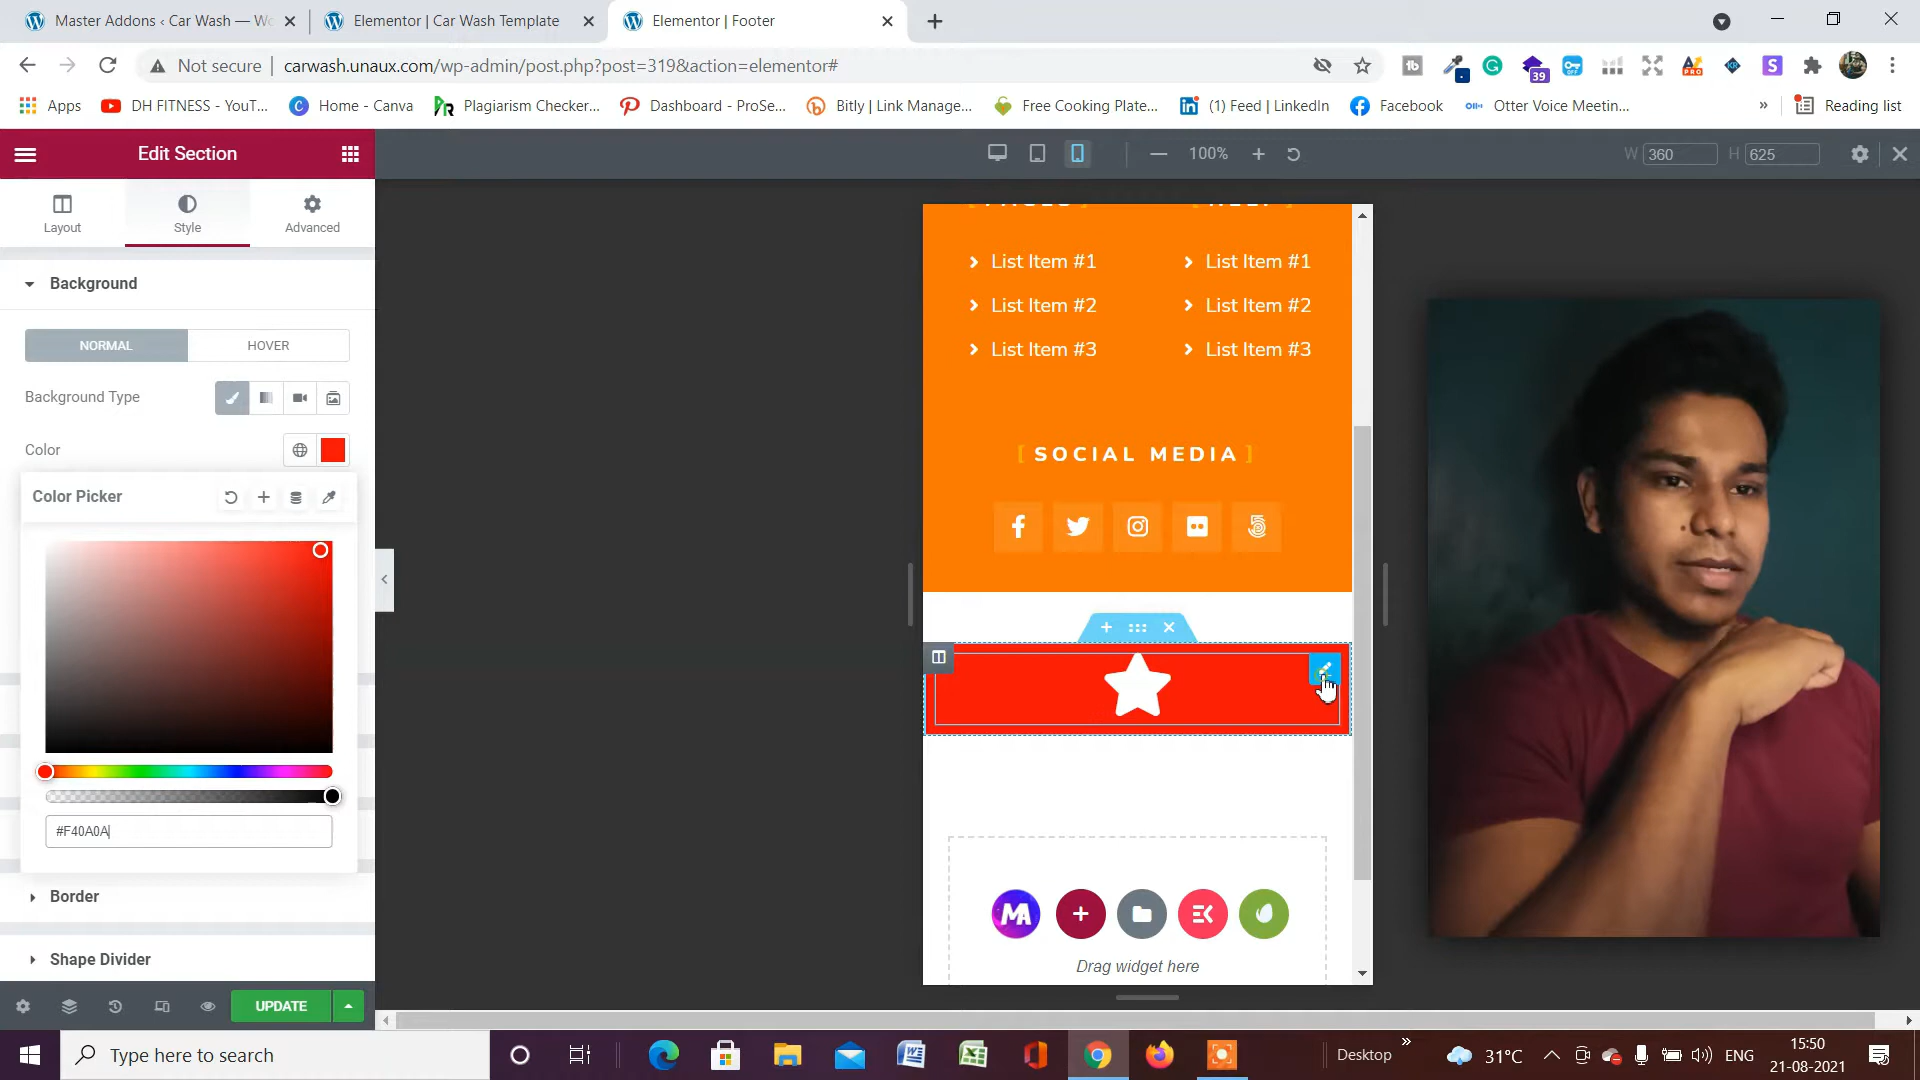 Master Addons ‹ Car Wash — Wo
Elementor | Car Wash Template
Elementor | Footer
Not secure
carwash.unaux.com/wp-admin/post.php?post=319&action=elementor#
39
Apps
DH FITNESS - YouT...
Home - Canva
Plagiarism Checker...
Dashboard - ProSe...
Bitly | Link Manage...
Free Cooking Plate...
(1) Feed | LinkedIn
Facebook
Otter Voice Meetin...
»
Reading list
Edit Section
100%
W 360
H 625
Layout
Style
Advanced
Background
NORMAL
HOVER
Background Type
Color
Color Picker
#F40A0A
Border
Shape Divider
UPDATE
List Item #1
List Item #2
List Item #3
List Item #1
List Item #2
List Item #3
[ SOCIAL MEDIA ]
Drag widget here
Type here to search
Desktop
»
31°C
ENG
15:50
21-08-2021